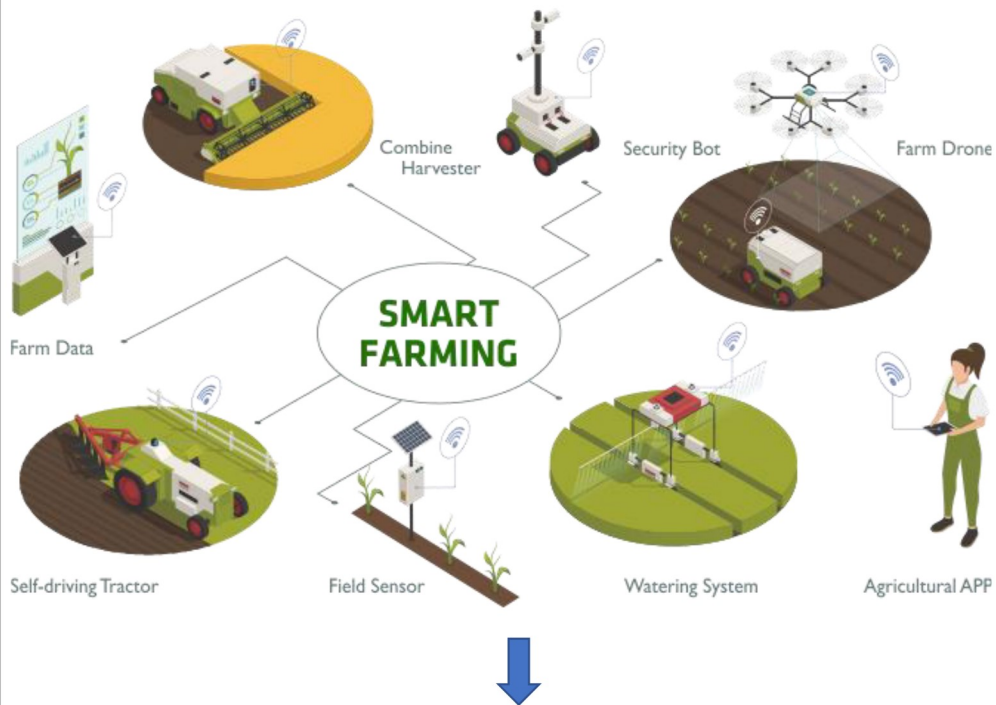 Combine
Harvester
Security Bot
Farm Drone
SMART
FARMING
Farm Data
Self-driving Tractor
Field Sensor
Watering System
Agricultural APP